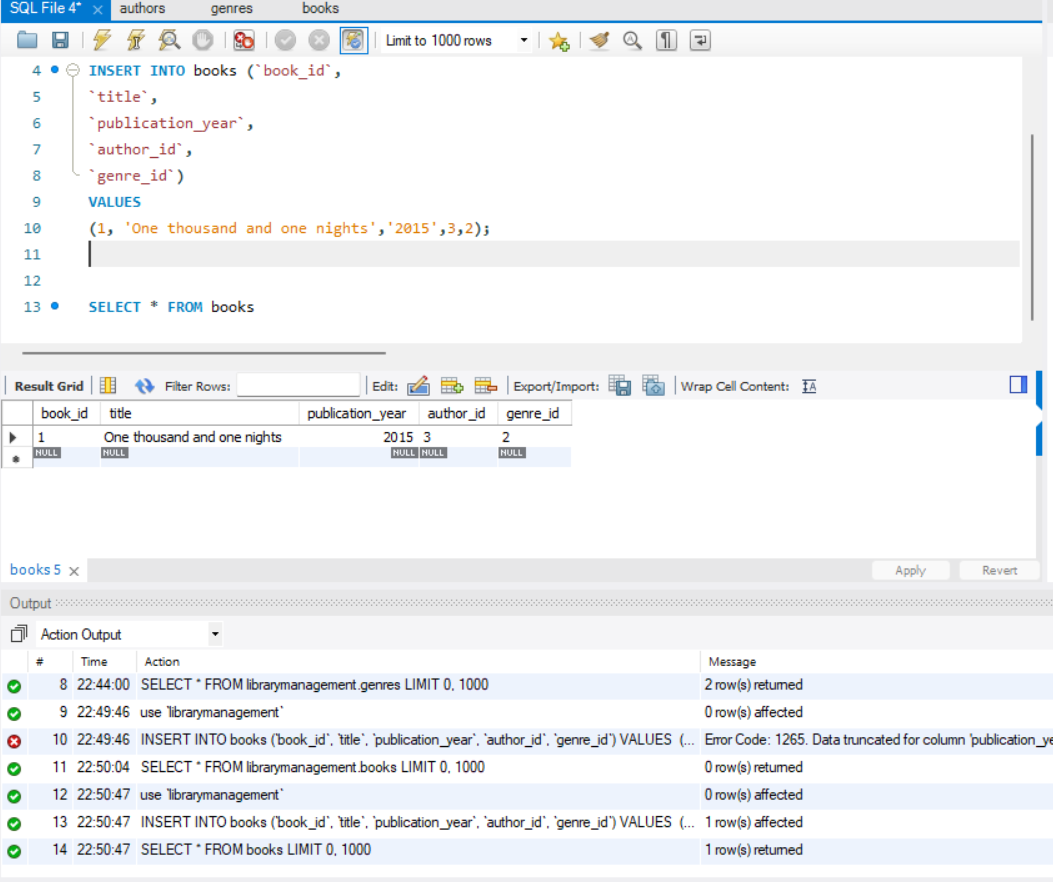 SQL File 4* authors genres books
Limit to 1000 rows
4 INSERT INTO books (`book_id`,
5 `title`,
6 `publication_year`,
7 `author_id`,
8 `genre_id`)
9 VALUES
10 (1, 'One thousand and one nights','2015',3,2);
11
12
13 SELECT * FROM books
Result Grid Filter Rows: Edit: Export/Import: Wrap Cell Content: IA
book_id title publication_year author_id genre_id
1 One thousand and one nights 2015 3 2
NULL NULL NULL NULL NULL
books 5 Apply Revert
Output
Action Output
# Time Action Message
8 22:44:00 SELECT * FROM librarymanagement.genres LIMIT 0, 1000 2 row(s) returned
9 22:49:46 use `librarymanagement` 0 row(s) affected
10 22:49:46 INSERT INTO books (`book_id`, `title`, `publication_year`, `author_id`, `genre_id`) VALUES (... Error Code: 1265. Data truncated for column 'publication_ye
11 22:50:04 SELECT * FROM librarymanagement.books LIMIT 0, 1000 0 row(s) returned
12 22:50:47 use `librarymanagement` 0 row(s) affected
13 22:50:47 INSERT INTO books (`book_id`, `title`, `publication_year`, `author_id`, `genre_id`) VALUES (... 1 row(s) affected
14 22:50:47 SELECT * FROM books LIMIT 0, 1000 1 row(s) returned